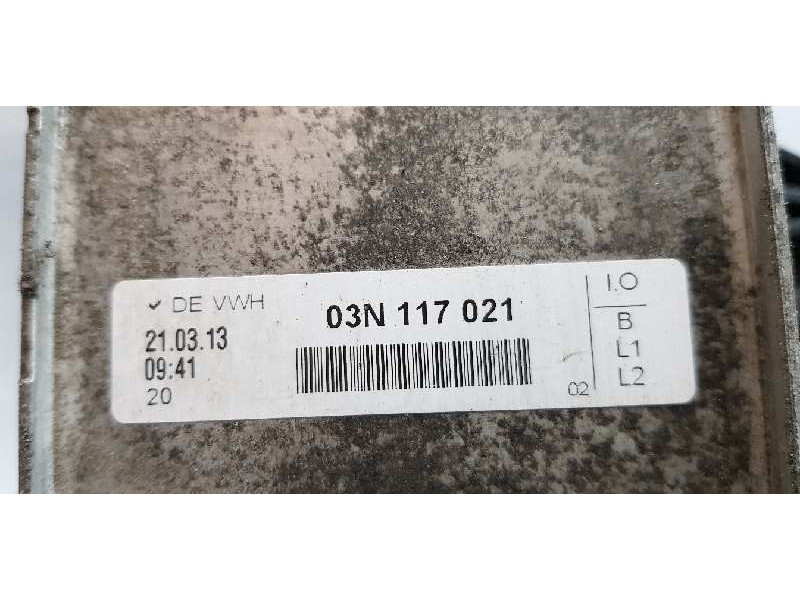 ✓ DE VWH
21.03.13
09:41
20
03N 117 021
02
I.O
B
L1
L2